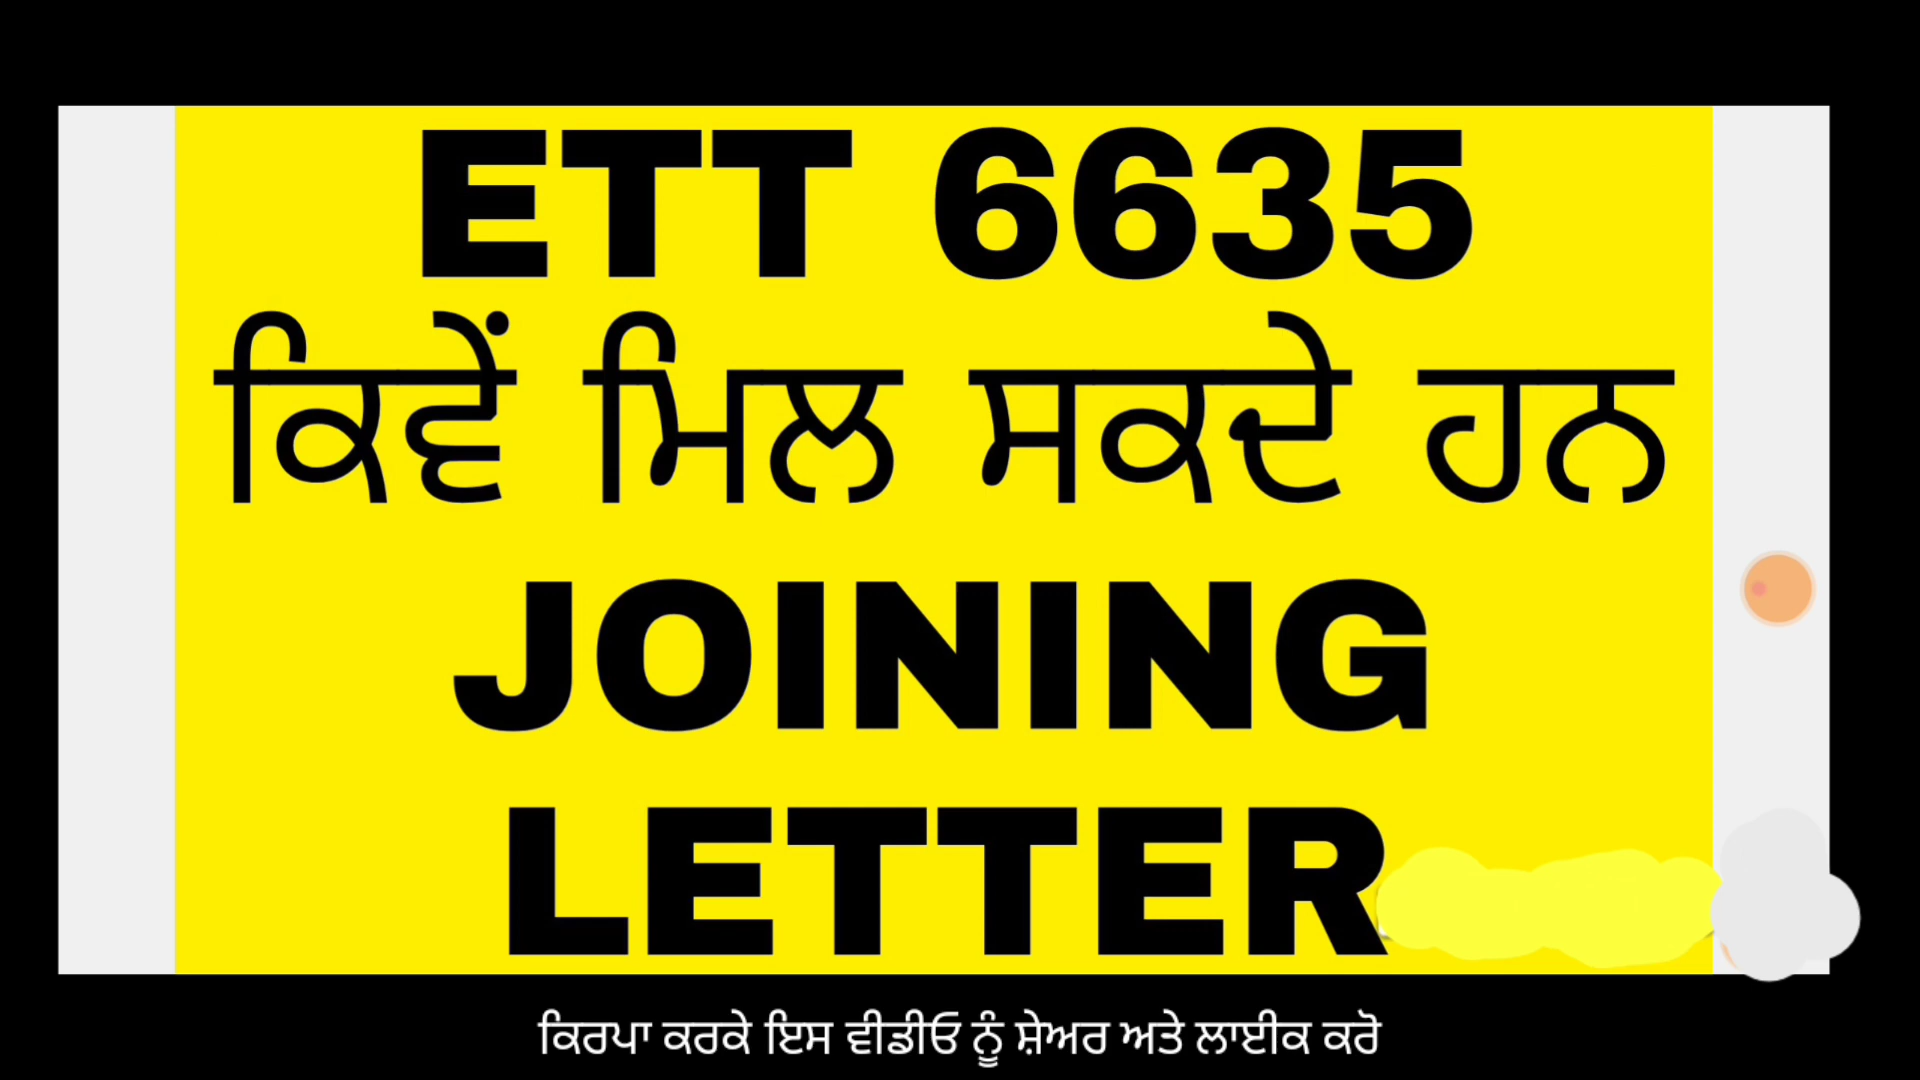 ETT 6635
ਕਿਵੇਂ ਮਿਲ ਸਕਦੇ ਹਨ
JOINING
LETTER
ਕਿਰਪਾ ਕਰਕੇ ਇਸ ਵੀਡੀਓ ਨੂੰ ਸ਼ੇਅਰ ਅਤੇ ਲਾਈਕ ਕਰੋ